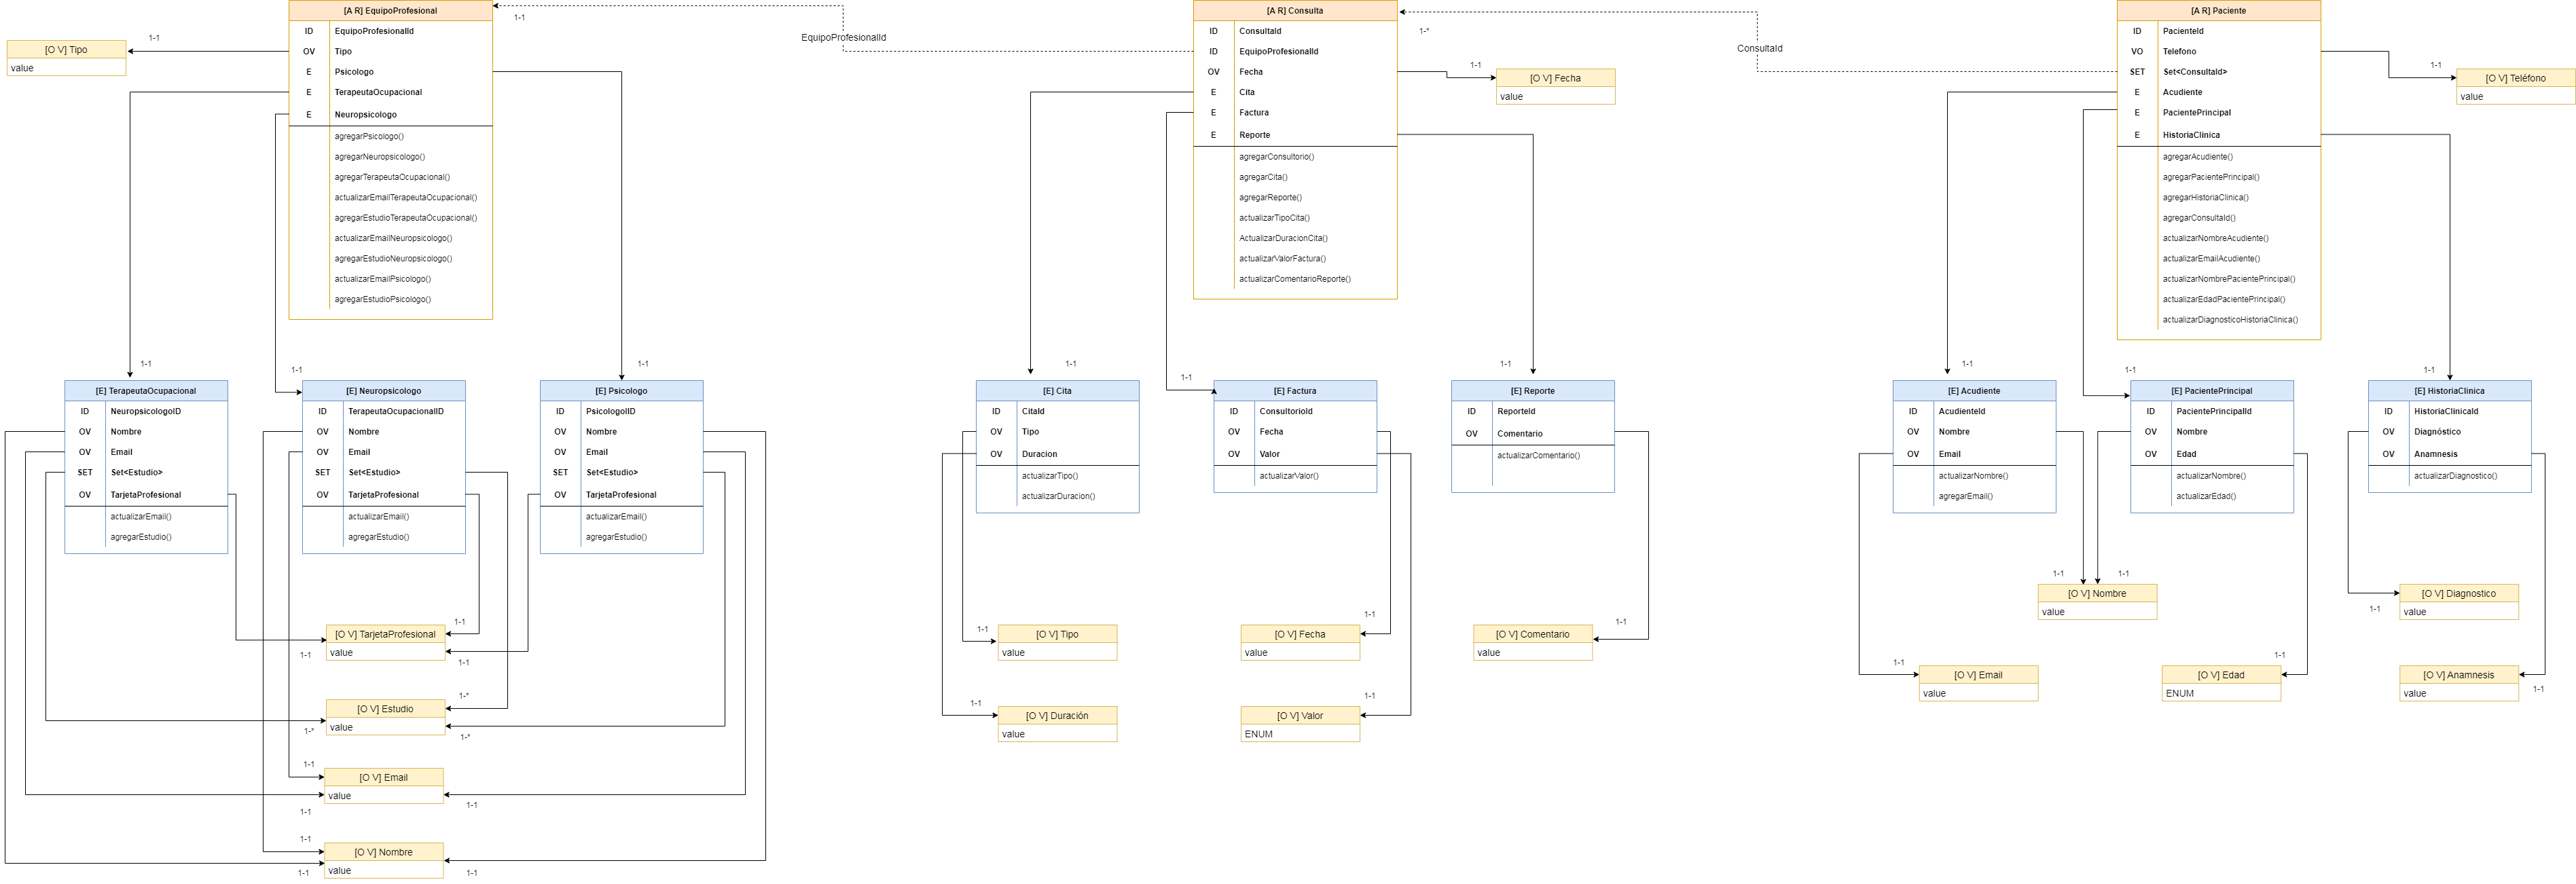 [A R] EquipoProfesional
ID EquipoProfesionalId
OV Tipo
E Psicologo
E TerapeutaOcupacional
E Neuropsicologo
agregarPsicologo()
agregarNeuropsicologo()
agregarTerapeutaOcupacional()
actualizarEmailTerapeutaOcupacional()
agregarEstudioTerapeutaOcupacional()
actualizarEmailNeuropsicologo()
agregarEstudioNeuropsicologo()
actualizarEmailPsicologo()
agregarEstudioPsicologo()
[O V] Tipo
value
1-1
1-1
EquipoProfesionalId
[A R] Consulta
ID ConsultaId
ID EquipoProfesionalId
OV Fecha
E Cita
E Factura
E Reporte
agregarConsultorio()
agregarCita()
agregarReporte()
actualizarTipoCita()
ActualizarDuracionCita()
actualizarValorFactura()
actualizarComentarioReporte()
1-*
1-1
[O V] Fecha
value
ConsultaId
[A R] Paciente
ID PacienteId
VO Telefono
SET Set<ConsultaId>
E Acudiente
E PacientePrincipal
E HistoriaClinica
agregarAcudiente()
agregarPacientePrincipal()
agregarHistoriaClinica()
agregarConsultaId()
actualizarNombreAcudiente()
actualizarEmailAcudiente()
actualizarNombrePacientePrincipal()
actualizarEdadPacientePrincipal()
actualizarDiagnosticoHistoriaClinica()
1-1
[O V] Teléfono
value
1-1
[E] TerapeutaOcupacional
ID NeuropsicologoID
OV Nombre
OV Email
SET Set<Estudio>
OV TarjetaProfesional
actualizarEmail()
agregarEstudio()
1-1
[E] Neuropsicologo
ID TerapeutaOcupacionalID
OV Nombre
OV Email
SET Set<Estudio>
OV TarjetaProfesional
actualizarEmail()
agregarEstudio()
1-1
[E] Psicologo
ID PsicologoID
OV Nombre
OV Email
SET Set<Estudio>
OV TarjetaProfesional
actualizarEmail()
agregarEstudio()
[O V] TarjetaProfesional
value
1-1
1-1
1-1
[O V] Estudio
value
1-*
1-*
1-*
[O V] Email
value
1-1
1-1
1-1
[O V] Nombre
value
1-1
1-1
1-1
1-1
[E] Cita
ID CitaId
OV Tipo
OV Duracion
actualizarTipo()
actualizarDuracion()
1-1
[E] Factura
ID ConsultorioId
OV Fecha
OV Valor
actualizarValor()
1-1
[E] Reporte
ID ReporteId
OV Comentario
actualizarComentario()
1-1
[O V] Tipo
value
1-1
[O V] Fecha
value
1-1
[O V] Comentario
value
1-1
[O V] Duración
value
1-1
[O V] Valor
ENUM
1-1
[E] Acudiente
ID AcudienteId
OV Nombre
OV Email
actualizarNombre()
agregarEmail()
1-1
[E] PacientePrincipal
ID PacientePrincipalId
OV Nombre
OV Edad
actualizarNombre()
actualizarEdad()
1-1
[E] HistoriaClinica
ID HistoriaClinicaId
OV Diagnóstico
OV Anamnesis
actualizarDiagnostico()
1-1
1-1
[O V] Nombre
value
1-1
[O V] Diagnostico
value
1-1
[O V] Email
value
1-1
[O V] Edad
ENUM
1-1
[O V] Anamnesis
value